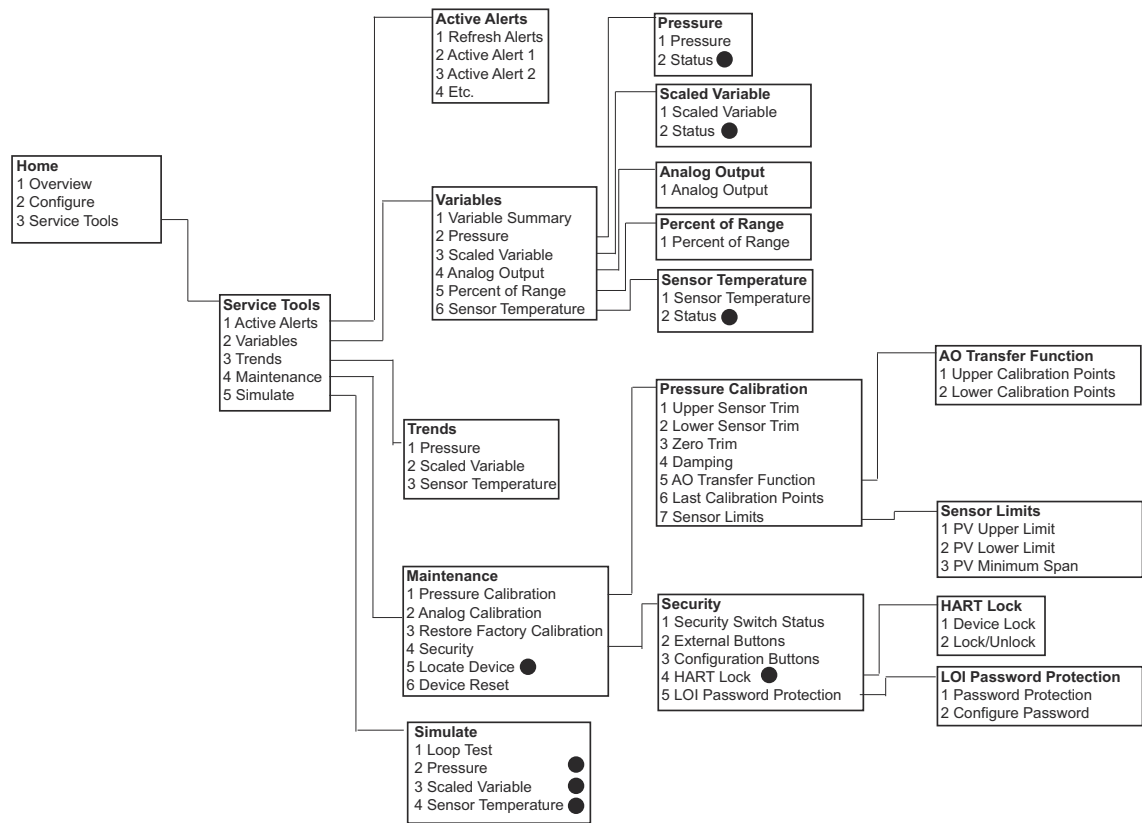 Home
1 Overview
2 Configure
3 Service Tools
Service Tools
1 Active Alerts
2 Variables
3 Trends
4 Maintenance
5 Simulate
Active Alerts
1 Refresh Alerts
2 Active Alert 1
3 Active Alert 2
4 Etc.
Variables
1 Variable Summary
2 Pressure
3 Scaled Variable
4 Analog Output
5 Percent of Range
6 Sensor Temperature
Trends
1 Pressure
2 Scaled Variable
3 Sensor Temperature
Maintenance
1 Pressure Calibration
2 Analog Calibration
3 Restore Factory Calibration
4 Security
5 Locate Device
6 Device Reset
Simulate
1 Loop Test
2 Pressure
3 Scaled Variable
4 Sensor Temperature
Pressure
1 Pressure
2 Status
Scaled Variable
1 Scaled Variable
2 Status
Analog Output
1 Analog Output
Percent of Range
1 Percent of Range
Sensor Temperature
1 Sensor Temperature
2 Status
Pressure Calibration
1 Upper Sensor Trim
2 Lower Sensor Trim
3 Zero Trim
4 Damping
5 AO Transfer Function
6 Last Calibration Points
7 Sensor Limits
Security
1 Security Switch Status
2 External Buttons
3 Configuration Buttons
4 HART Lock
5 LOI Password Protection
AO Transfer Function
1 Upper Calibration Points
2 Lower Calibration Points
Sensor Limits
1 PV Upper Limit
2 PV Lower Limit
3 PV Minimum Span
HART Lock
1 Device Lock
2 Lock/Unlock
LOI Password Protection
1 Password Protection
2 Configure Password